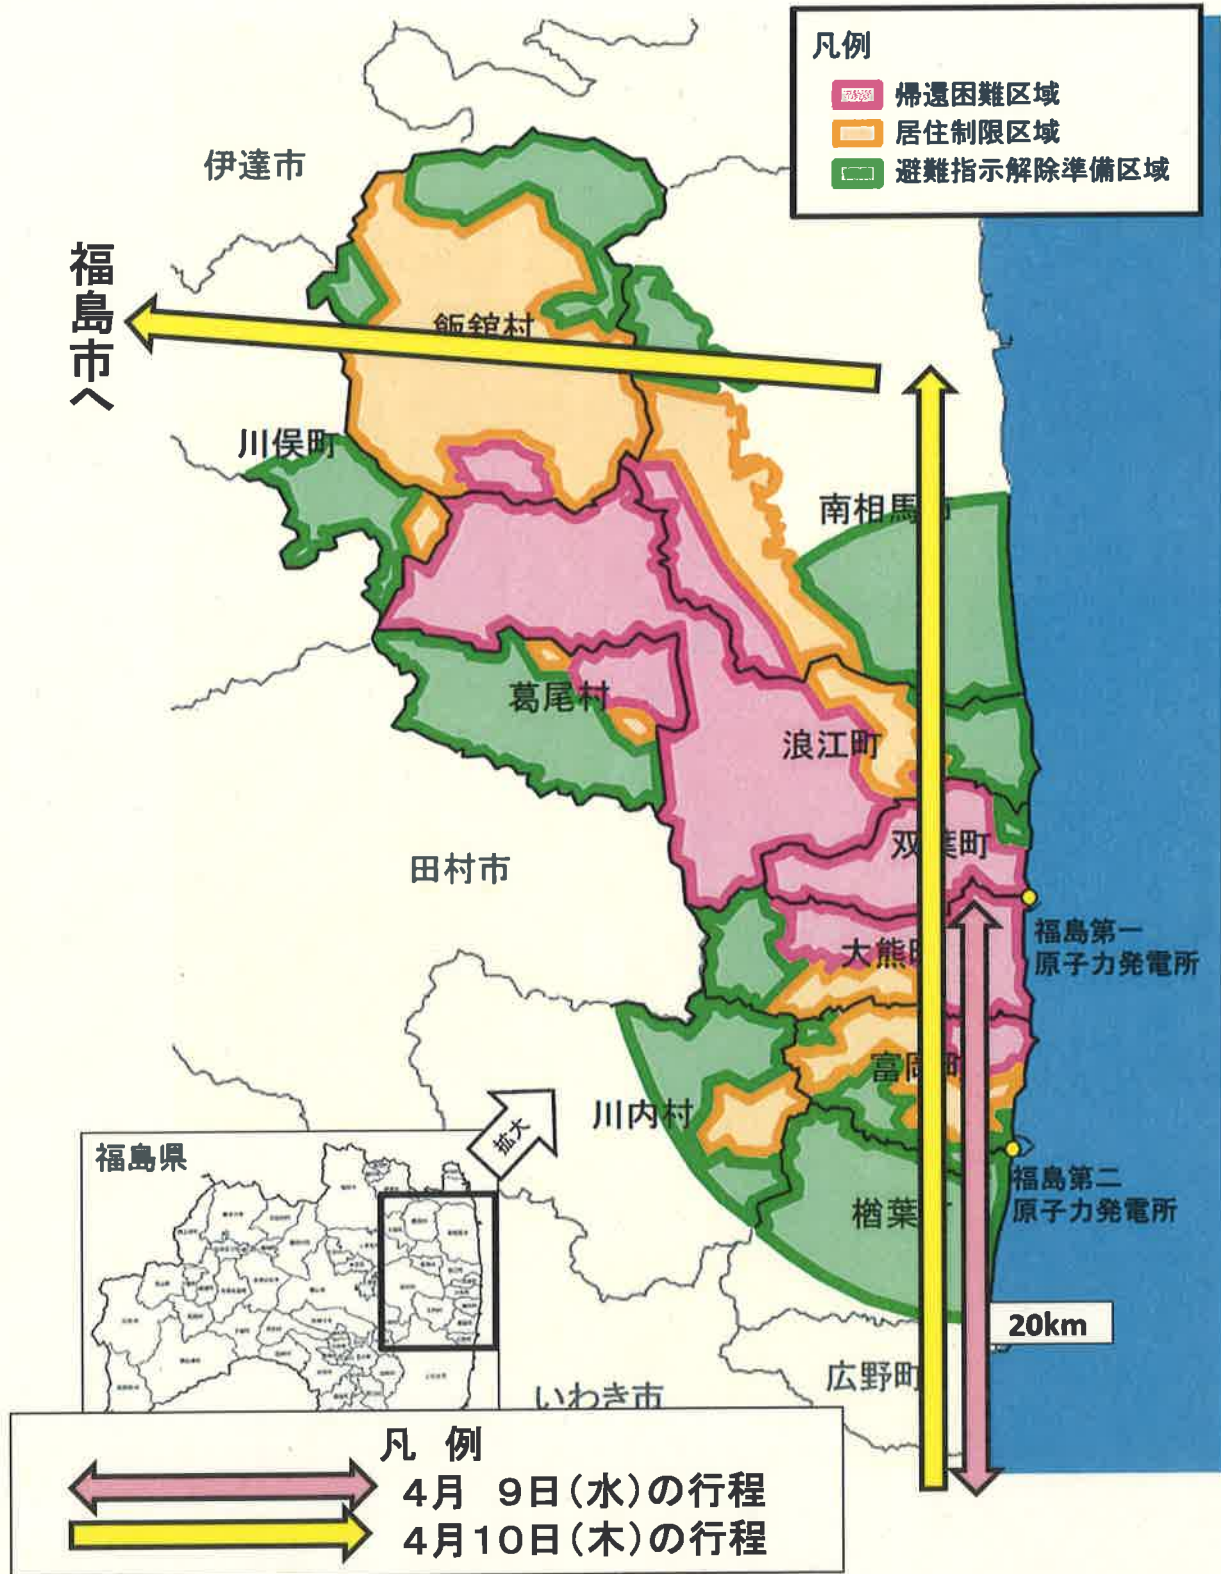 凡例
帰還困難区域
居住制限区域
避難指示解除準備区域
伊達市
福島市へ
飯舘村
川俣町
南相馬市
葛尾村
浪江町
双葉町
田村市
福島第一
原子力発電所
大熊町
富岡町
川内村
拡大
福島県
福島第二
原子力発電所
楢葉町
20km
広野町
いわき市
凡 例
4月 9日(水)の行程
4月10日(木)の行程